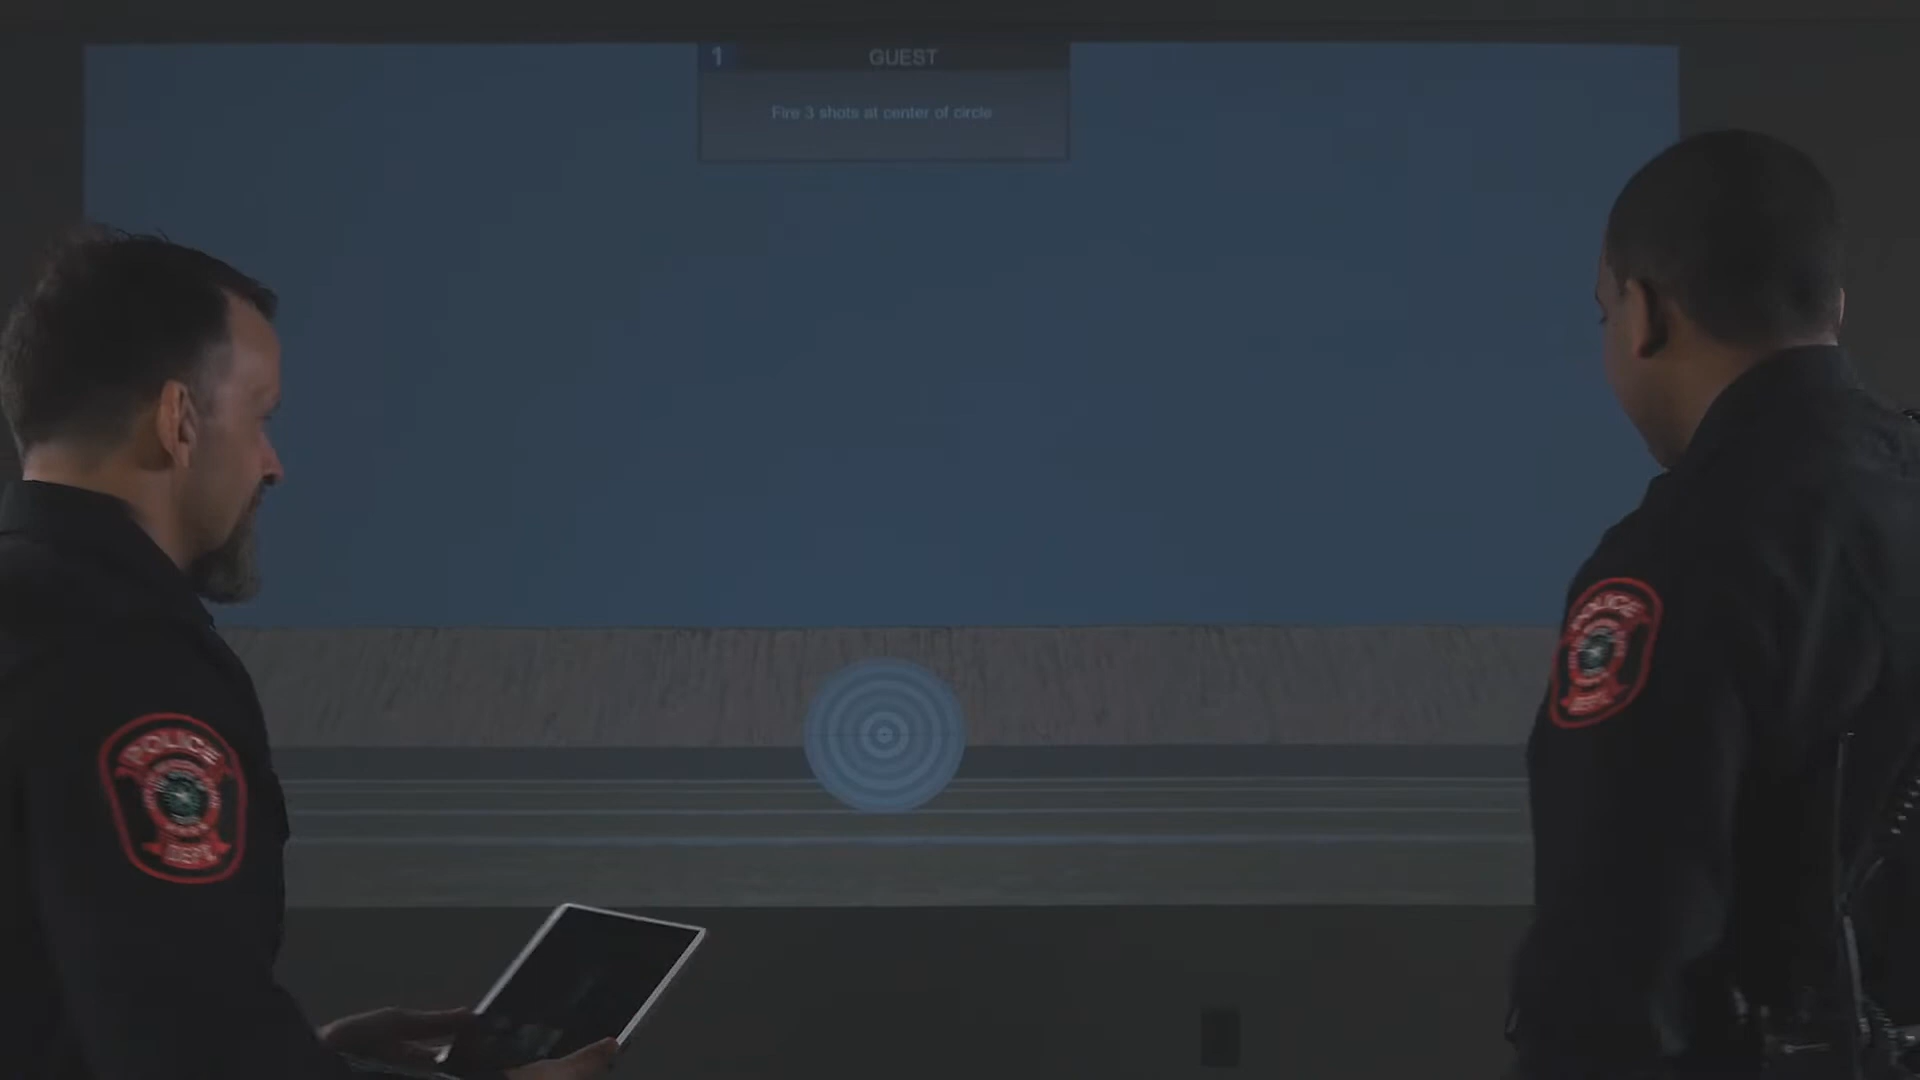 1 GUEST
Fire 3 shots at center of circle
POLICE
DEPT.
POLICE
DEPT.